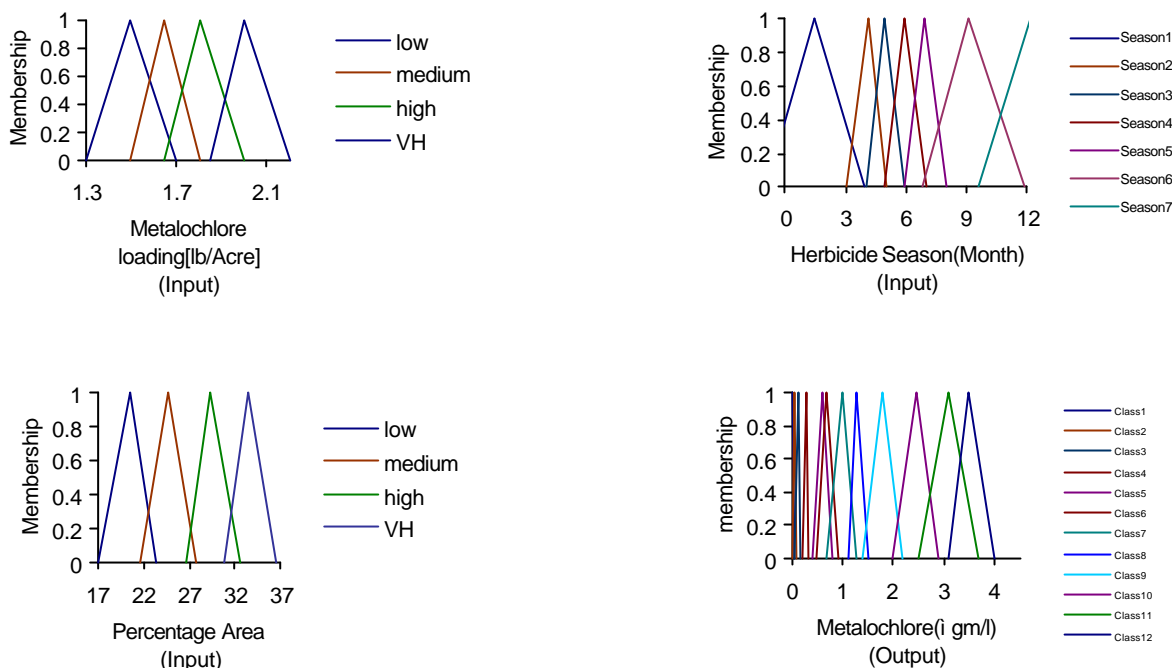 Membership
1
0.8
0.6
0.4
0.2
0
1.3 1.7 2.1
Metalochlore
loading[lb/Acre]
(Input)
low
medium
high
VH
Membership
1
0.8
0.6
0.4
0.2
0
0 3 6 9 12
Herbicide Season(Month)
(Input)
Season1
Season2
Season3
Season4
Season5
Season6
Season7
Membership
1
0.8
0.6
0.4
0.2
0
17 22 27 32 37
Percentage Area
(Input)
low
medium
high
VH
membership
1
0.8
0.6
0.4
0.2
0
0 1 2 3 4
Metalochlore(ì gm/l)
(Output)
Class1
Class2
Class3
Class4
Class5
Class6
Class7
Class8
Class9
Class10
Class11
Class12